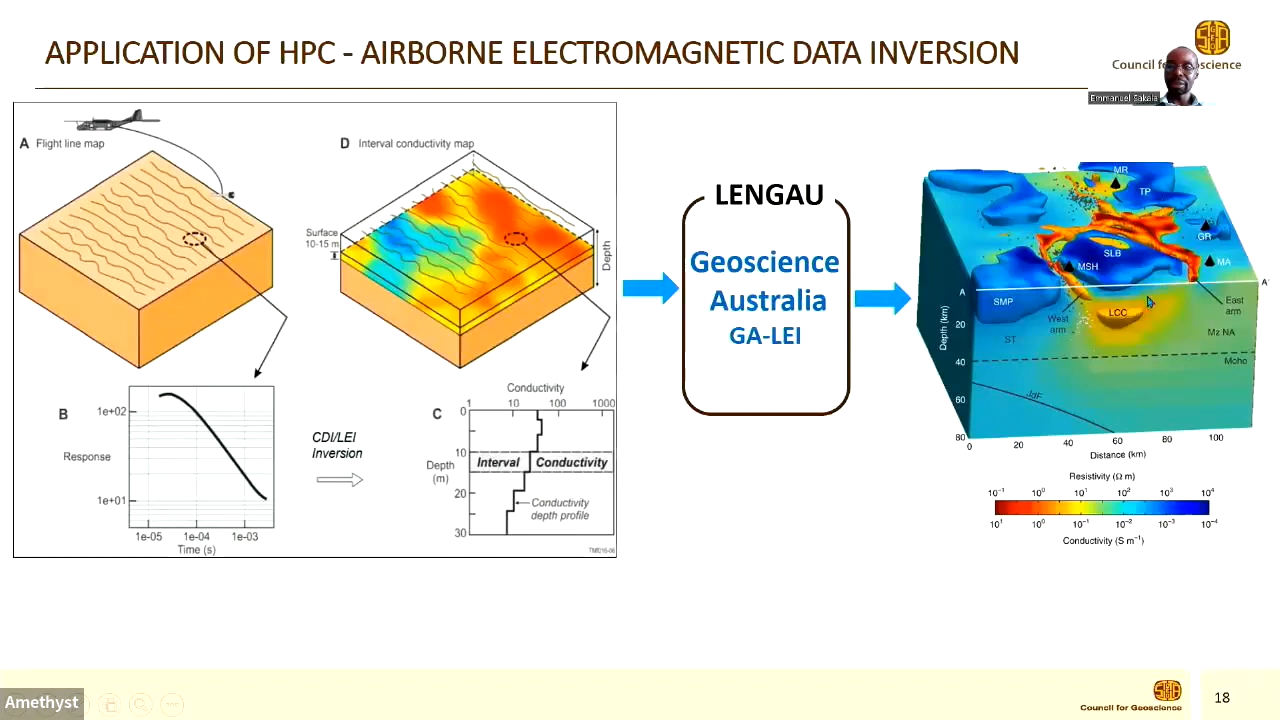 APPLICATION OF HPC - AIRBORNE ELECTROMAGNETIC DATA INVERSION
Emmanuel Sakala
A Flight line map
D Interval conductivity map
Surface
10-15 m
Depth
B
1e+02
Response
1e+01
1e-05 1e-04 1e-03
Time (s)
CDI/LEI
Inversion
C
Conductivity
1 10 100 1000
0
10
Interval Conductivity
Depth
(m)
20
Conductivity
depth profile
30
LENGAU
Geoscience
Australia
GA-LEI
MR
TP
GR
SLB
MSH
MA
A
A'
SMP
LCC
West
arm
East
arm
ST
Mz NA
Moho
JdF
Depth (km)
20
40
60
80
0 20 40 60 80 100
Distance (km)
Resistivity (Ω m)
10⁻¹ 10⁰ 10¹ 10² 10³ 10⁴
10¹ 10⁰ 10⁻¹ 10⁻² 10⁻³ 10⁻⁴
Conductivity (S m⁻¹)
Amethyst
Council for Geoscience
18